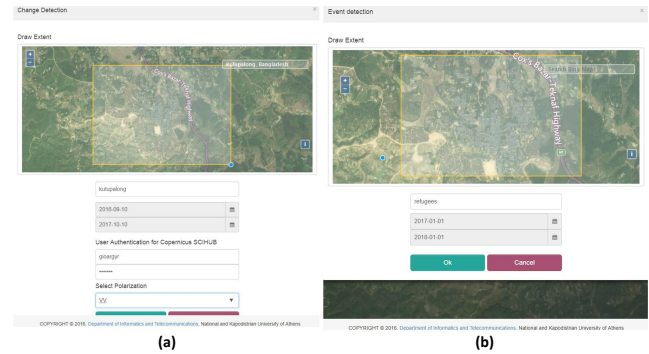 Change Detection
×
Draw Extent
+
−
kutupalong, Bangladesh
Cox's Bazar-Teknaf Highway
i
kutupalong
2016-09-10
2017-10-10
User Authentication for Copernicus SCIHUB
gioargyr
Select Polarization
VV
COPYRIGHT © 2016. Department of Informatics and Telecommunications, National and Kapodistrian University of Athens
(a)
Event detection
×
Draw Extent
+
−
Cox's Bazar-Teknaf Highway
i
refugees
2017-01-01
2018-01-01
Ok
Cancel
COPYRIGHT © 2016. Department of Informatics and Telecommunications, National and Kapodistrian University of Athens
(b)